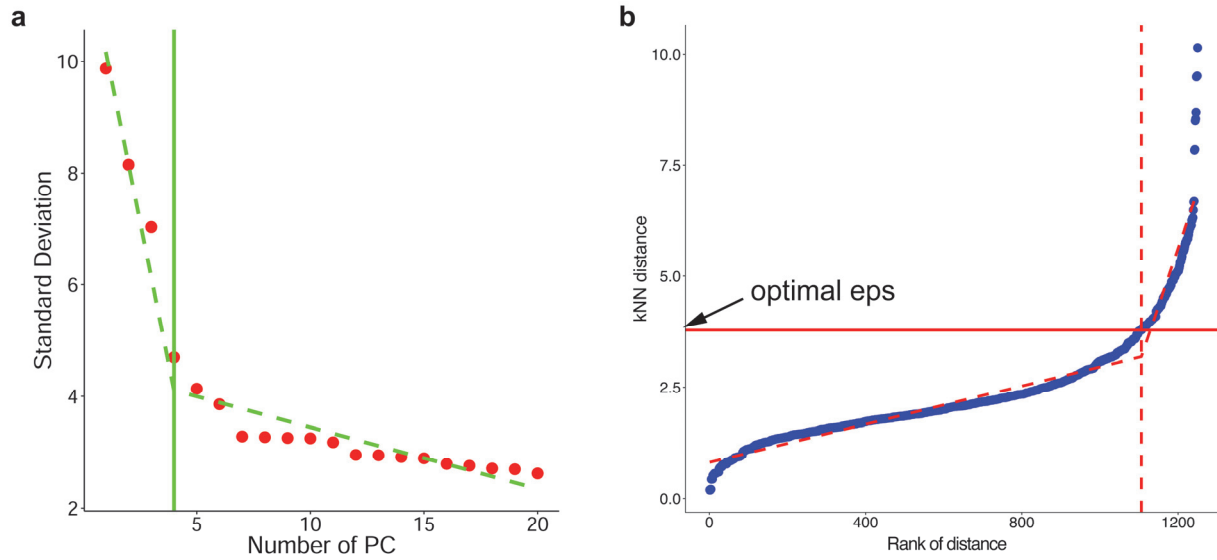 a
10
8
6
4
2
Standard Deviation
5
10
15
20
Number of PC
b
10.0
7.5
5.0
2.5
0.0
kNN distance
optimal eps
0
400
800
1200
Rank of distance